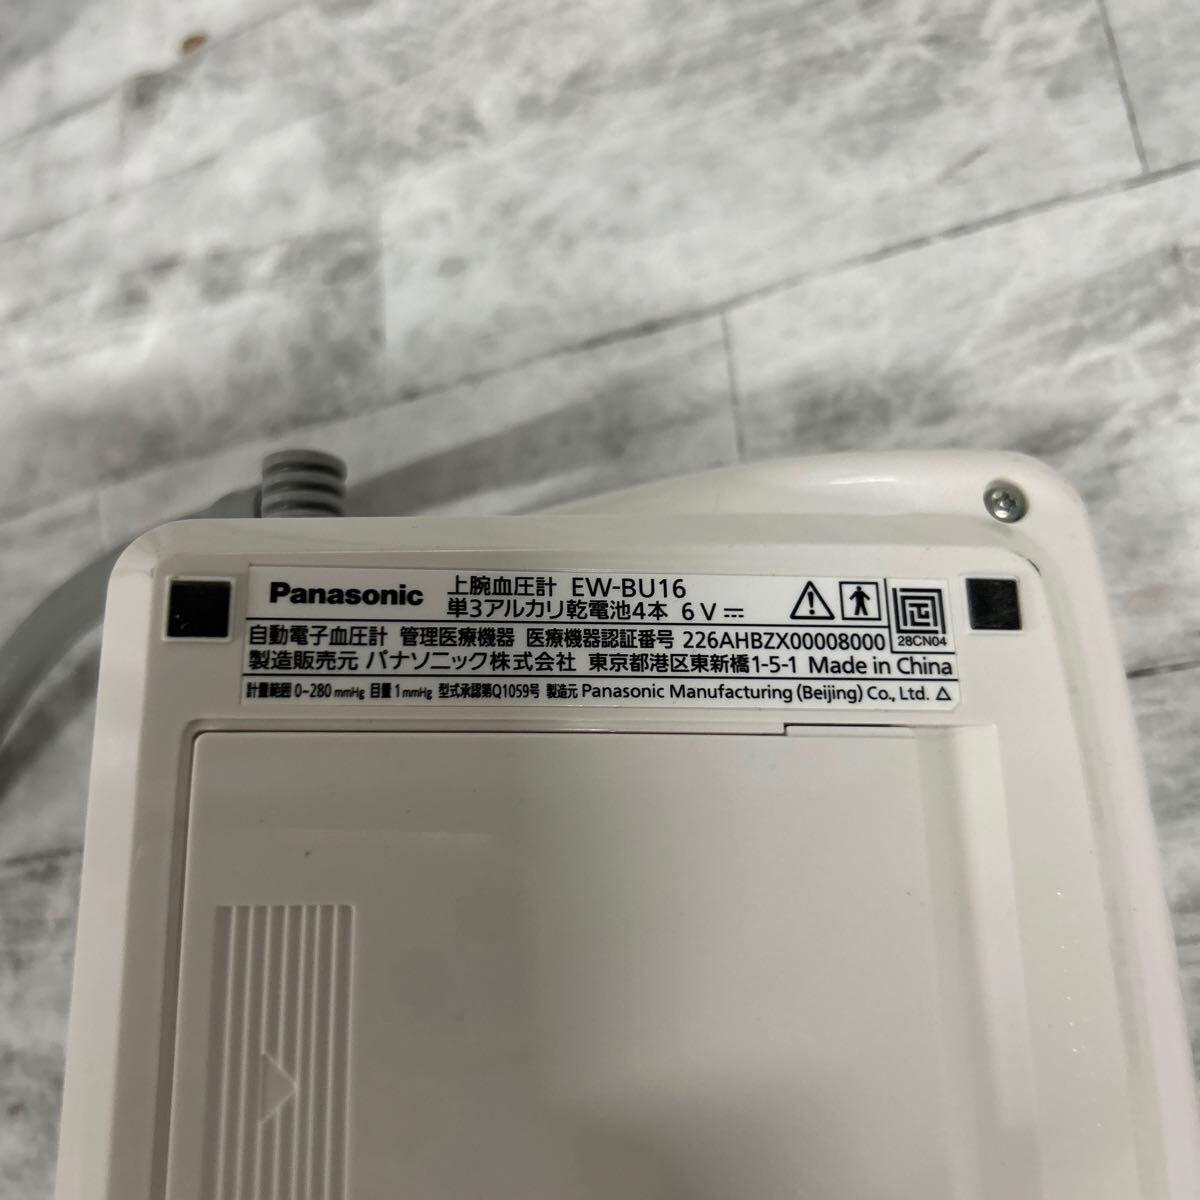 Panasonic 上腕血圧計 EW-BU16
単3アルカリ乾電池4本 6V
28CN04
自動電子血圧計 管理医療機器 医療機器認証番号 226AHBZX00008000
製造販売元 パナソニック株式会社 東京都港区東新橋1-5-1 Made in China
計量範囲 0~280 mmHg 目量 1 mmHg 型式承認第Q1059号 製造元 Panasonic Manufacturing (Beijing) Co., Ltd. △